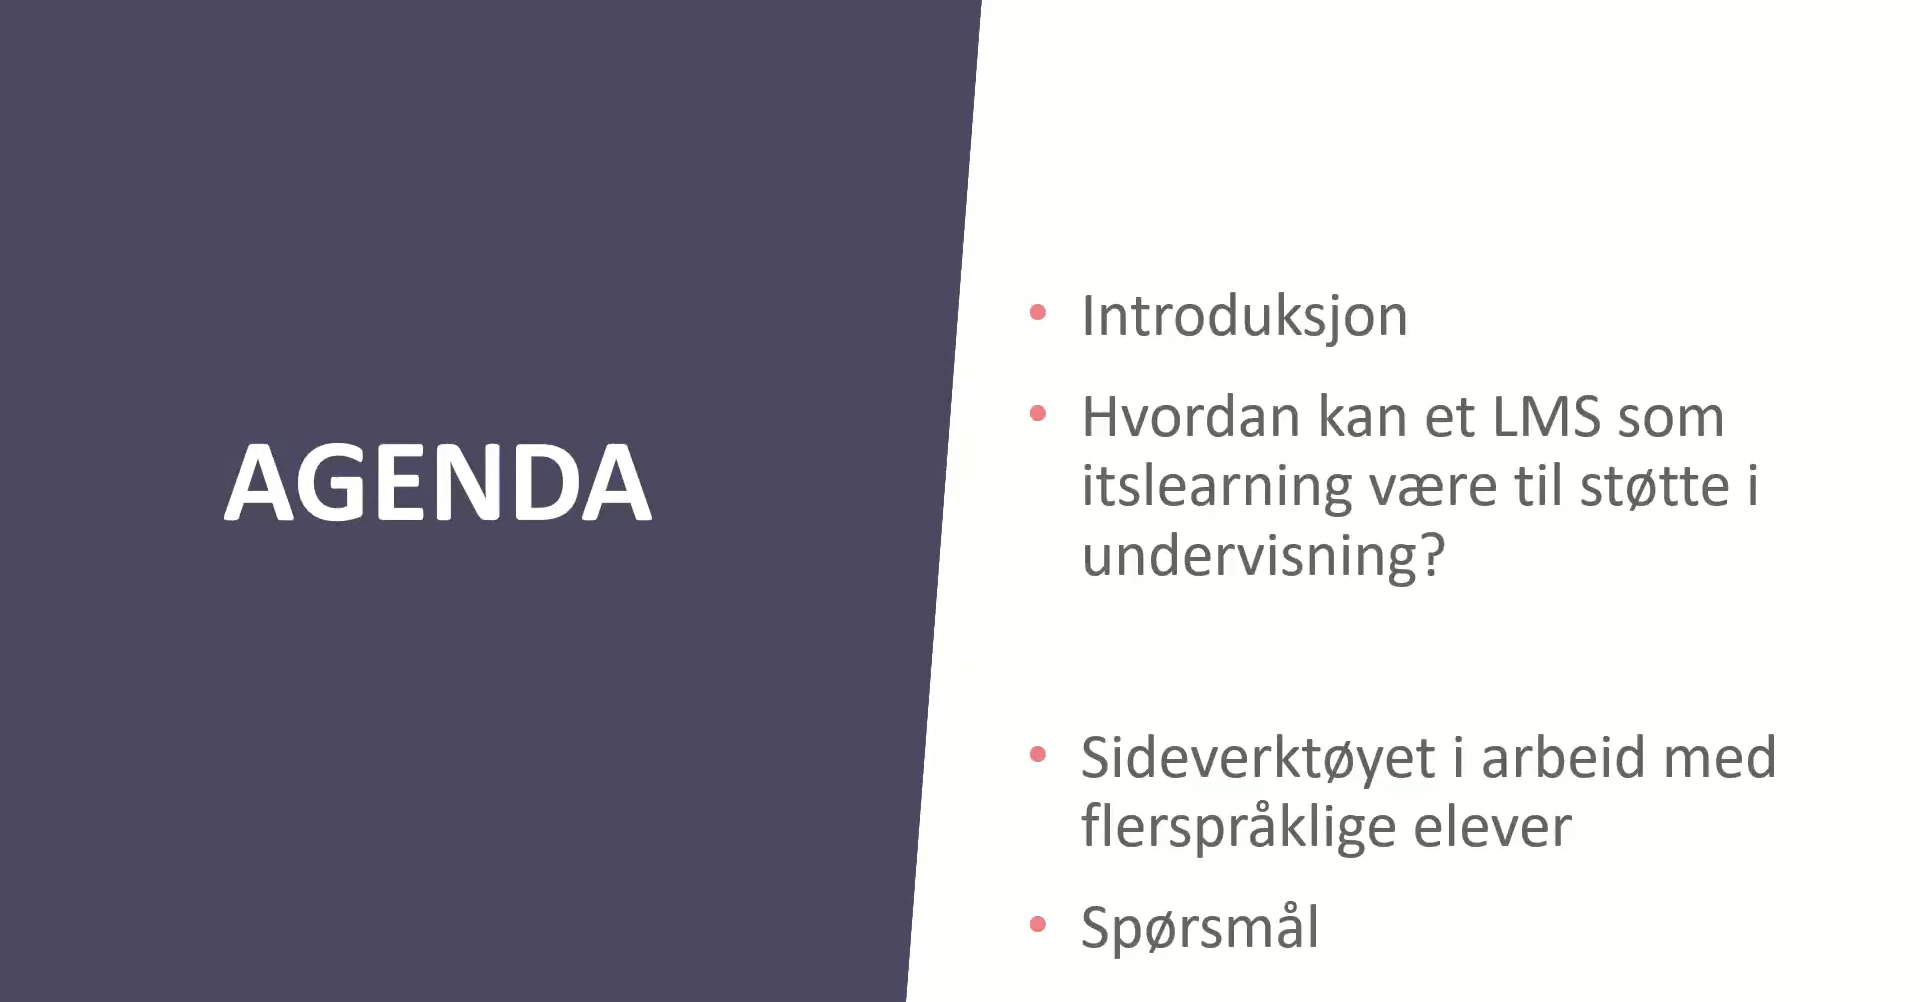 AGENDA
• Introduksjon
• Hvordan kan et LMS som
itslearning være til støtte i
undervisning?
• Sideverktøyet i arbeid med
flerspråklige elever
• Spørsmål